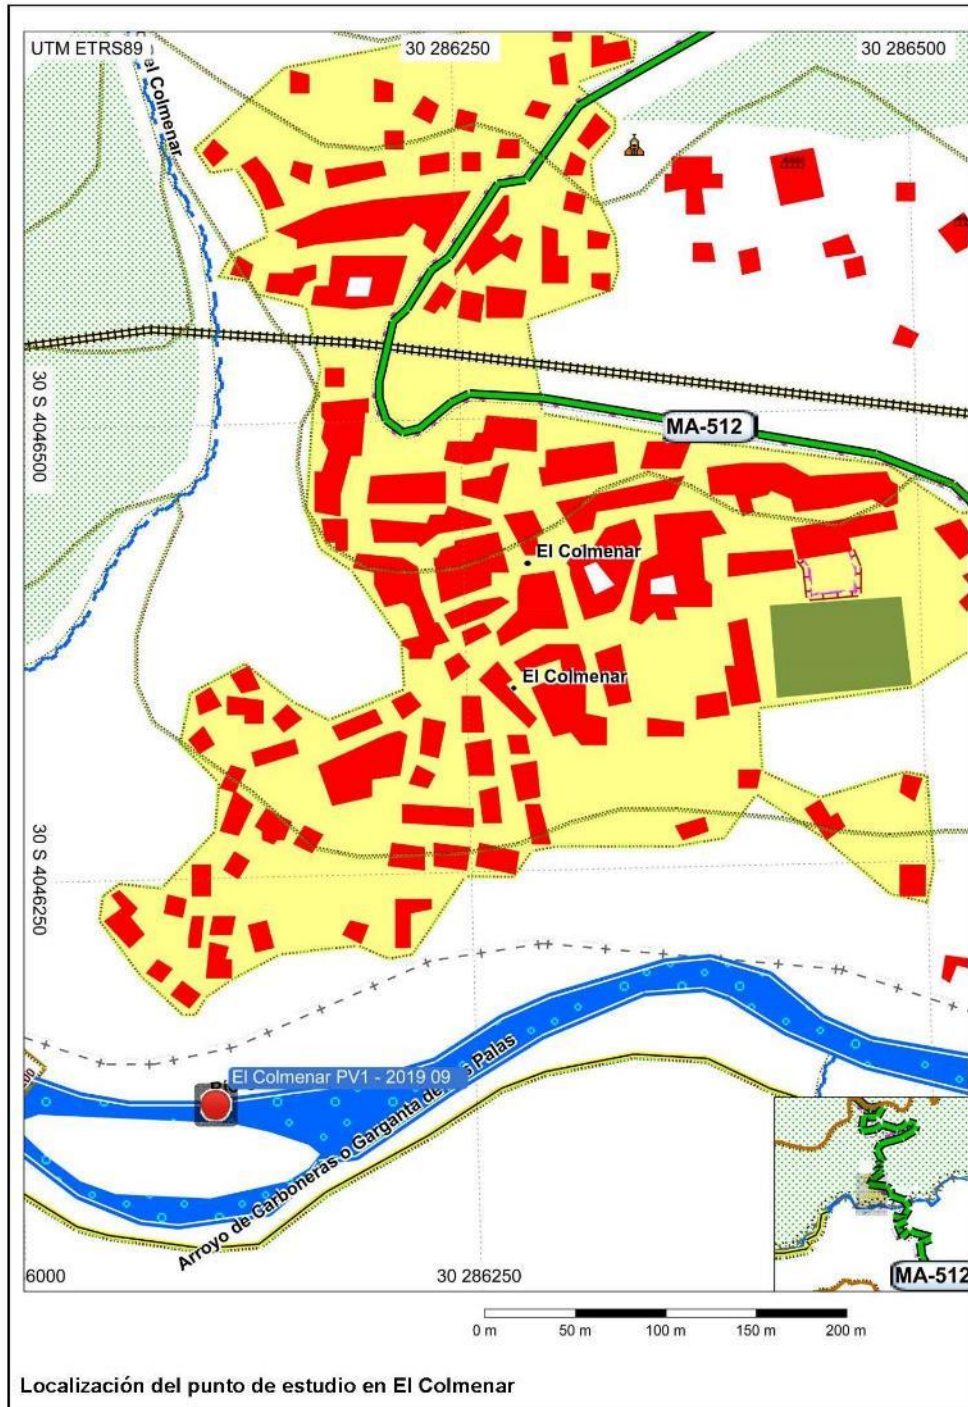 UTM ETRS89
30 286250
30 286500
el Colmenar
30 S 4046500
MA-512
El Colmenar
El Colmenar
30 S 4046250
El Colmenar PV1 - 2019 09
Arroyo de Carboneras o Garganta de las Palas
6000
30 286250
MA-512
0 m 50 m 100 m 150 m 200 m
Localización del punto de estudio en El Colmenar